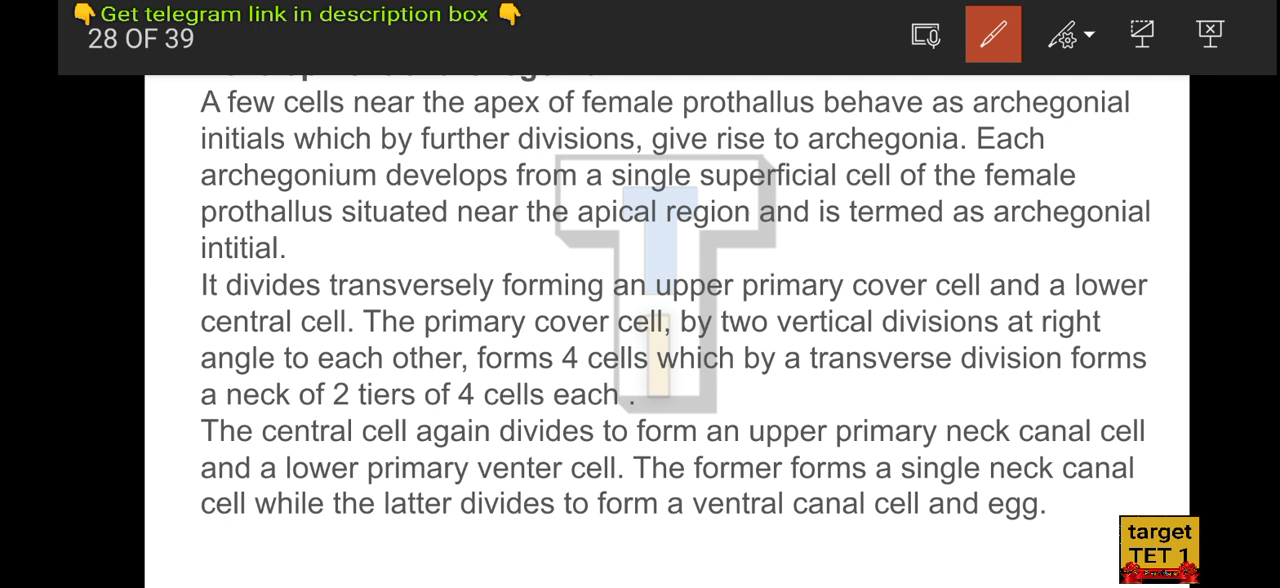 👇Get telegram link in description box 👇
28 OF 39
A few cells near the apex of female prothallus behave as archegonial
initials which by further divisions, give rise to archegonia. Each
archegonium develops from a single superficial cell of the female
prothallus situated near the apical region and is termed as archegonial
intitial.
It divides transversely forming an upper primary cover cell and a lower
central cell. The primary cover cell, by two vertical divisions at right
angle to each other, forms 4 cells which by a transverse division forms
a neck of 2 tiers of 4 cells each .
The central cell again divides to form an upper primary neck canal cell
and a lower primary venter cell. The former forms a single neck canal
cell while the latter divides to form a ventral canal cell and egg.
target
TET 1